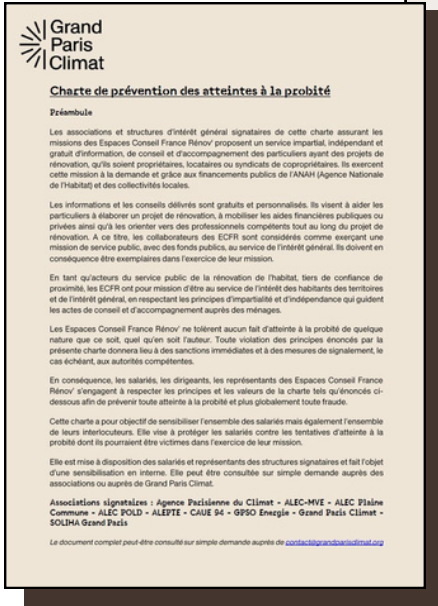 Grand
Paris
Climat
Charte de prévention des atteintes à la probité
Préambule
Les associations et structures d'intérêt général signataires de cette charte assurant les
missions des Espaces Conseil France Rénov' proposent un service impartial, indépendant et
gratuit d'information, de conseil et d'accompagnement des particuliers ayant des projets de
rénovation, qu'ils soient propriétaires, locataires ou syndicats de copropriétaires. Ils exercent
cette mission à la demande et grâce aux financements publics de l'ANAH (Agence Nationale
de l'Habitat) et des collectivités locales.
Les informations et les conseils délivrés sont gratuits et personnalisés. Ils visent à aider les
particuliers à élaborer un projet de rénovation, à mobiliser les aides financières publiques ou
privées ainsi qu'à les orienter vers des professionnels compétents tout au long du projet de
rénovation. A ce titre, les collaborateurs des ECFR sont considérés comme exerçant une
mission de service public, avec des fonds publics, au service de l'intérêt général. Ils doivent en
conséquence être exemplaires dans l'exercice de leur mission.
En tant qu'acteurs du service public de la rénovation de l'habitat, tiers de confiance de
proximité, les ECFR ont pour mission d'être au service de l'intérêt des habitants des territoires
et de l'intérêt général, en respectant les principes d'impartialité et d'indépendance qui guident
les actes de conseil et d'accompagnement auprès des ménages.
Les Espaces Conseil France Rénov' ne tolèrent aucun fait d'atteinte à la probité de quelque
nature que ce soit, quel qu'en soit l'auteur. Toute violation des principes énoncés par la
présente charte donnera lieu à des sanctions immédiates et à des mesures de signalement, le
cas échéant, aux autorités compétentes.
En conséquence, les salariés, les dirigeants, les représentants des Espaces Conseil France
Rénov' s'engagent à respecter les principes et les valeurs de la charte tels qu'énoncés ci-
dessous afin de prévenir toute atteinte à la probité et plus globalement toute fraude.
Cette charte a pour objectif de sensibiliser l'ensemble des salariés mais également l'ensemble
de leurs interlocuteurs. Elle vise à protéger les salariés contre les tentatives d'atteinte à la
probité dont ils pourraient être victimes dans l'exercice de leur mission.
Elle est mise à disposition des salariés et représentants des structures signataires et fait l'objet
d'une sensibilisation en interne. Elle peut être consultée sur simple demande auprès des
associations ou auprès de Grand Paris Climat.
Associations signataires : Agence Parisienne du Climat - ALEC-MVE - ALEC Plaine
Commune - ALEC POLD - ALEPTE - CAUE 94 - GPSO Energie - Grand Paris Climat -
SOLIHA Grand Paris
Le document complet peut-être consulté sur simple demande auprès de contact@grandparisclimat.org